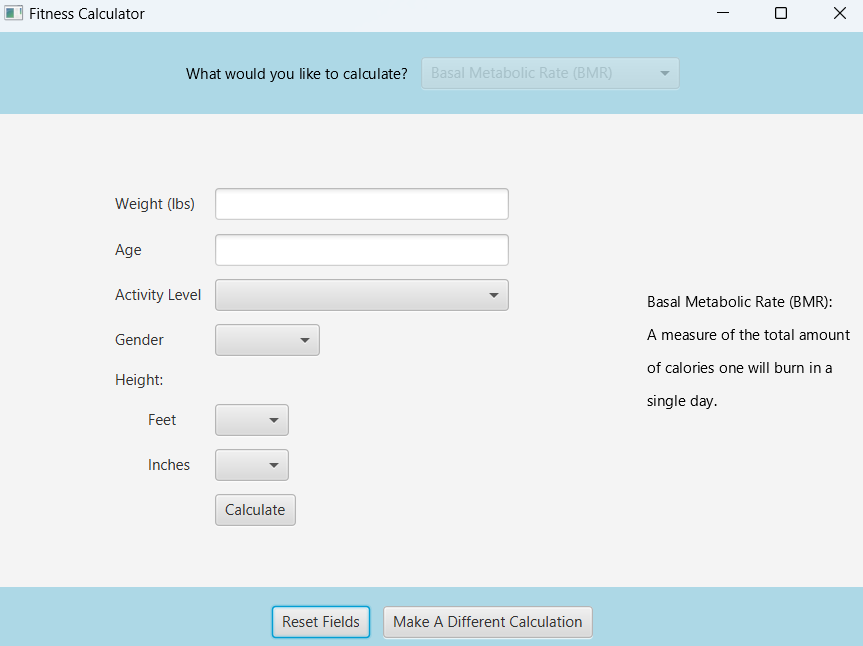 Fitness Calculator
What would you like to calculate? Basal Metabolic Rate (BMR)
Weight (lbs)
Age
Activity Level
Gender
Height:
Feet
Inches
Calculate
Basal Metabolic Rate (BMR):
A measure of the total amount
of calories one will burn in a
single day.
Reset Fields Make A Different Calculation